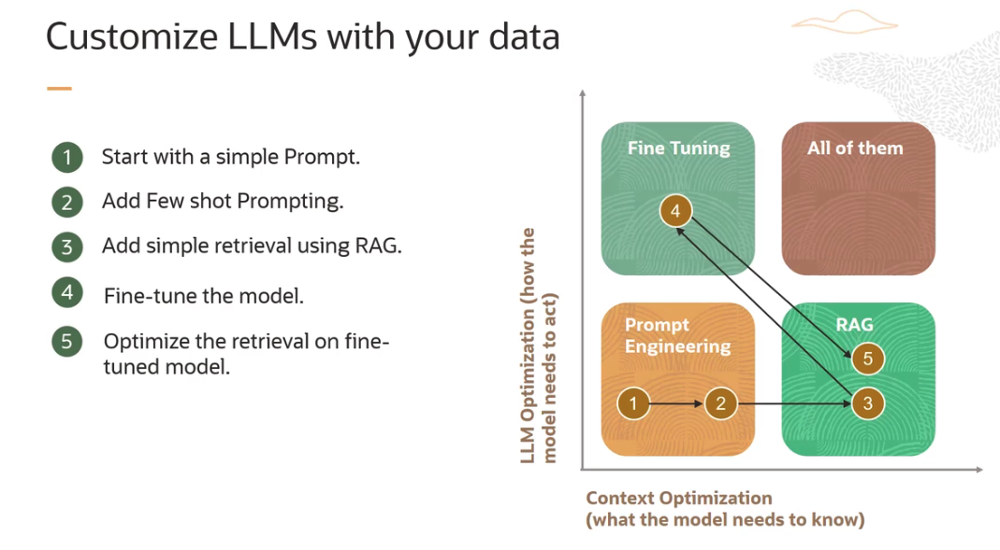 Customize LLMs with your data
1 Start with a simple Prompt.
2 Add Few shot Prompting.
3 Add simple retrieval using RAG.
4 Fine-tune the model.
5 Optimize the retrieval on fine-
tuned model.
LLM Optimization (how the
model needs to act)
Fine Tuning
4
All of them
Prompt
Engineering
1
2
RAG
5
3
Context Optimization
(what the model needs to know)